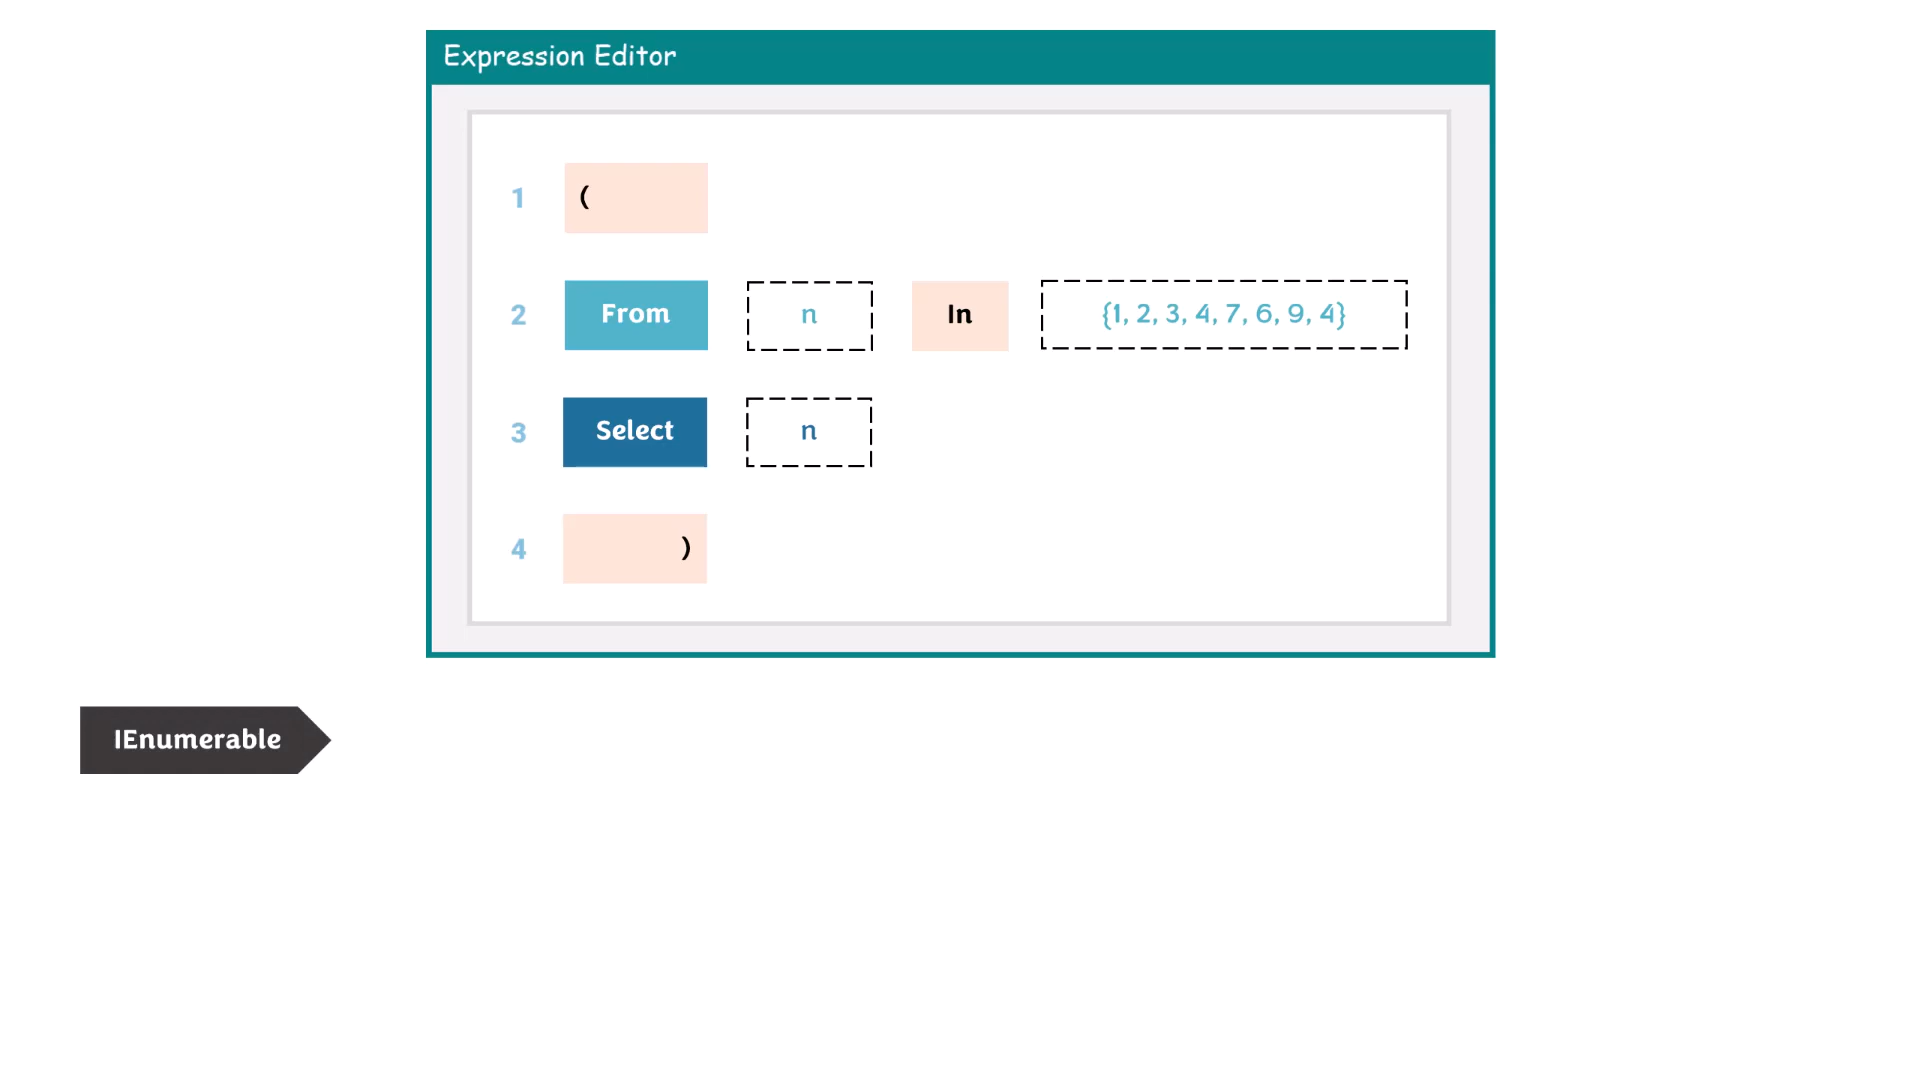 Expression Editor
1 (
2 From n In {1, 2, 3, 4, 7, 6, 9, 4}
3 Select n
4 )
IEnumerable